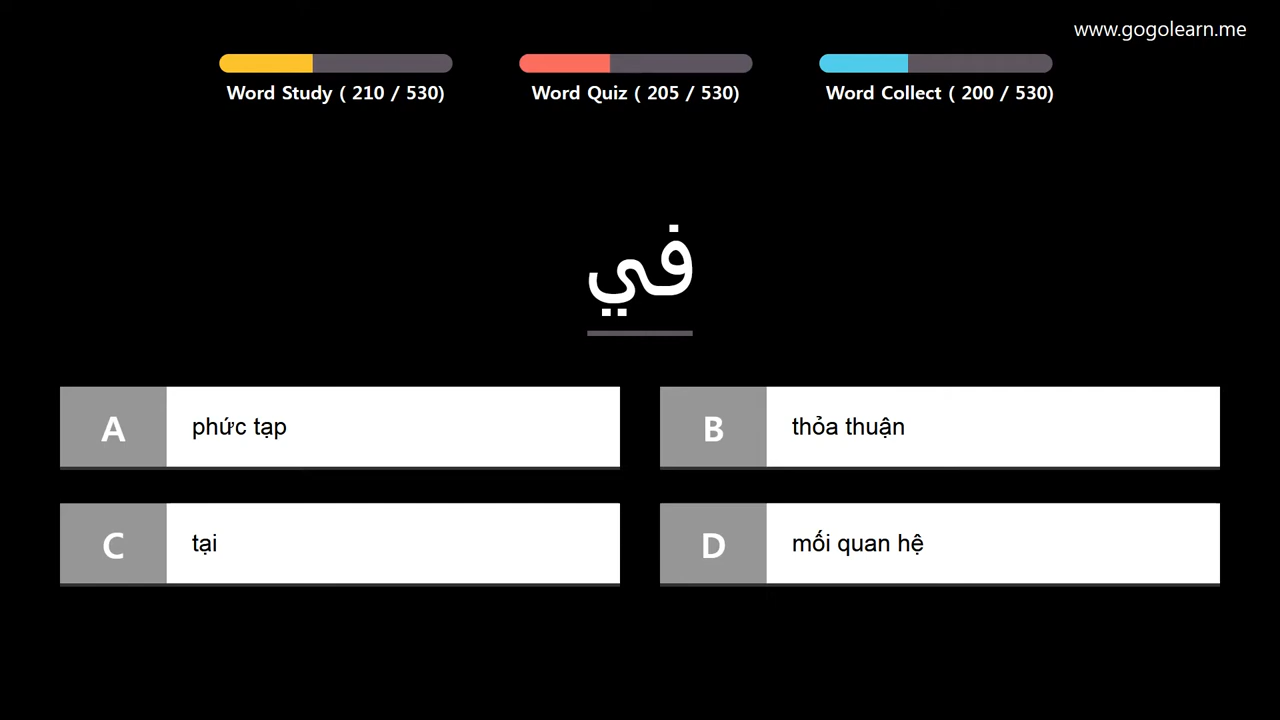 www.gogolearn.me
Word Study ( 210 / 530)
Word Quiz ( 205 / 530)
Word Collect ( 200 / 530)
في
A phức tạp
B thỏa thuận
C tại
D mối quan hệ